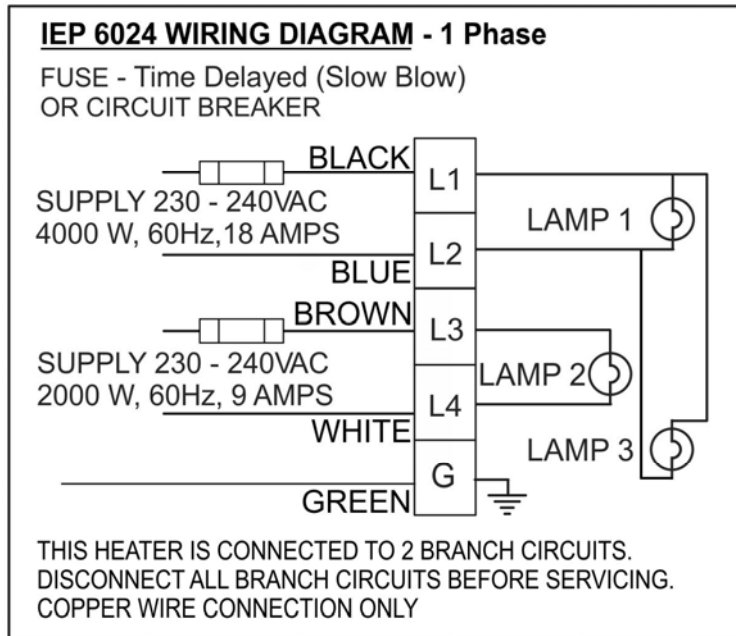 IEP 6024 WIRING DIAGRAM - 1 Phase
FUSE - Time Delayed (Slow Blow)
OR CIRCUIT BREAKER
BLACK
L1
SUPPLY 230 - 240VAC
4000 W, 60Hz,18 AMPS
LAMP 1
L2
BLUE
BROWN
L3
SUPPLY 230 - 240VAC
2000 W, 60Hz, 9 AMPS
LAMP 2
L4
WHITE
LAMP 3
G
GREEN
THIS HEATER IS CONNECTED TO 2 BRANCH CIRCUITS.
DISCONNECT ALL BRANCH CIRCUITS BEFORE SERVICING.
COPPER WIRE CONNECTION ONLY